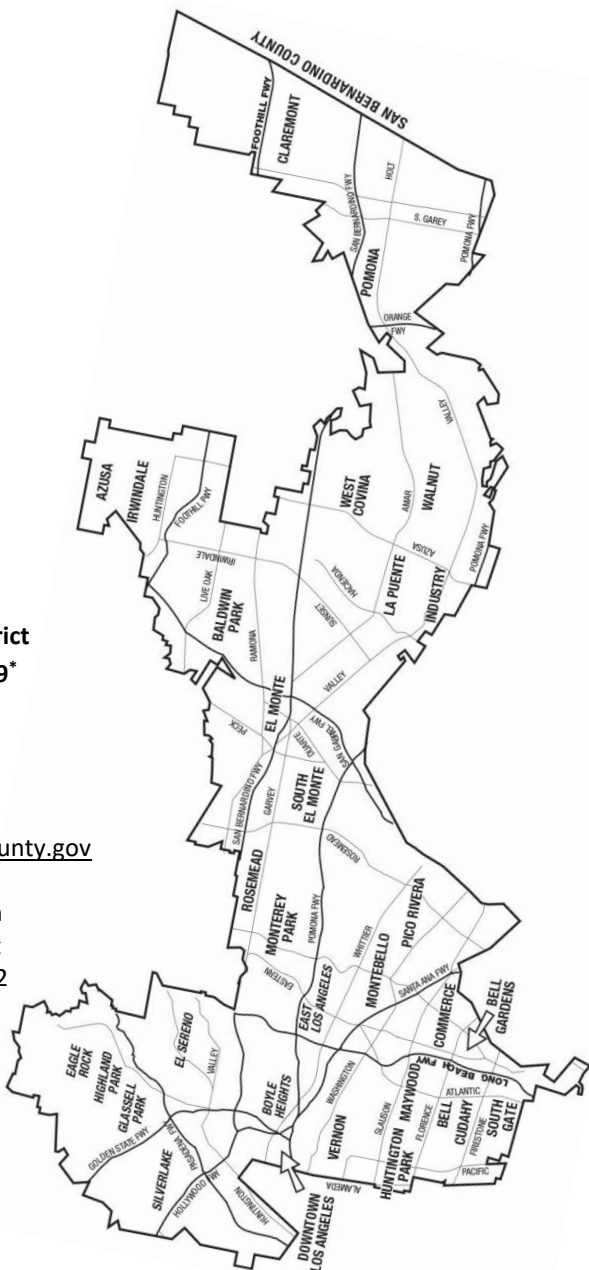 SAN BERNARDINO COUNTY
FOOTHILL FWY
CLAREMONT
SAN BERNARDINO FWY
HOLT
S. GAREY
POMONA FWY
POMONA
ORANGE
FWY
VALLEY
AZUSA
IRWINDALE
HUNTINGTON
FOOTHILL FWY
WEST
COVINA
AMAR
WALNUT
AZUSA
POMONA FWY
IRWINDALE
LIVE OAK
BALDWIN
PARK
RAMONA
HACIENDA
SUNSET
LA PUENTE
INDUSTRY
rict
9*
VALLEY
EL MONTE
PECK
DUARTE
SAN GABRIEL FWY
SAN BERNARDINO FWY
GARVEY
SOUTH
EL MONTE
unty.gov
ROSEMEAD
ROSEMEAD
MONTEREY
PARK
POMONA FWY
WHITTIER
PICO RIVERA
2
EASTERN
EAST
LOS ANGELES
MONTEBELLO
SANTA ANA FWY
COMMERCE
BELL
GARDENS
EAGLE
ROCK
HIGHLAND
PARK
GLASSELL
PARK
EL SERENO
VALLEY
BOYLE
HEIGHTS
WASHINGTON
VERNON
SLAUSON
MAYWOOD
HUNTINGTON
PARK
FLORENCE
LONG BEACH FWY
ATLANTIC
BELL
CUDAHY
FIRESTONE
SOUTH
GATE
PACIFIC
GOLDEN STATE FWY
PASADENA FWY
SILVERLAKE
HOLLYWOOD FWY
HUNTINGTON
ALAMEDA
DOWNTOWN
LOS ANGELES